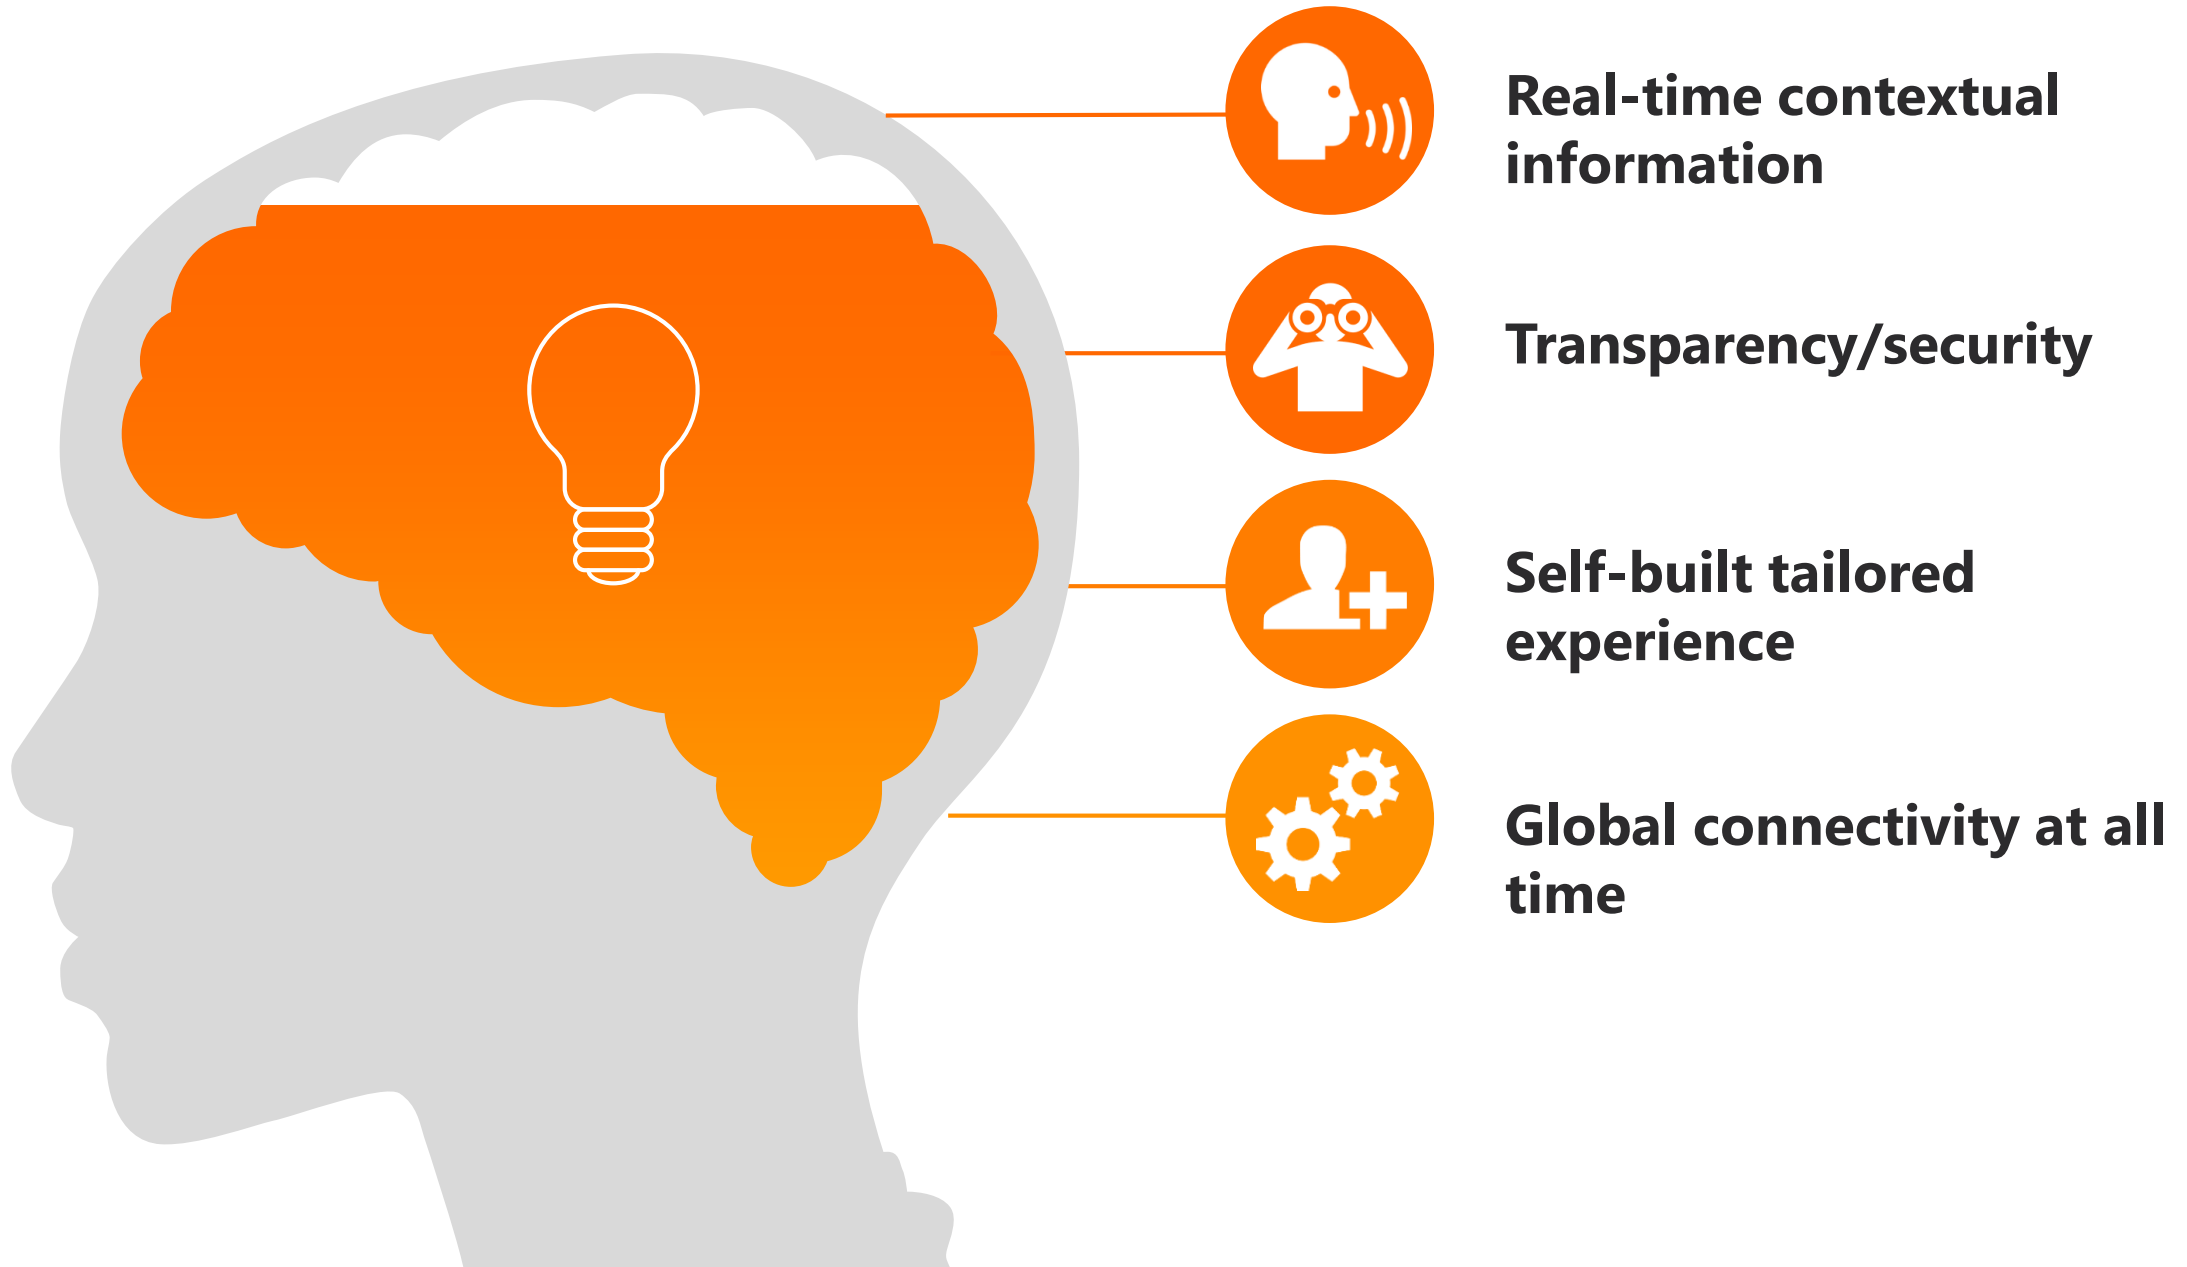 Real-time contextual
information
Transparency/security
Self-built tailored
experience
Global connectivity at all
time